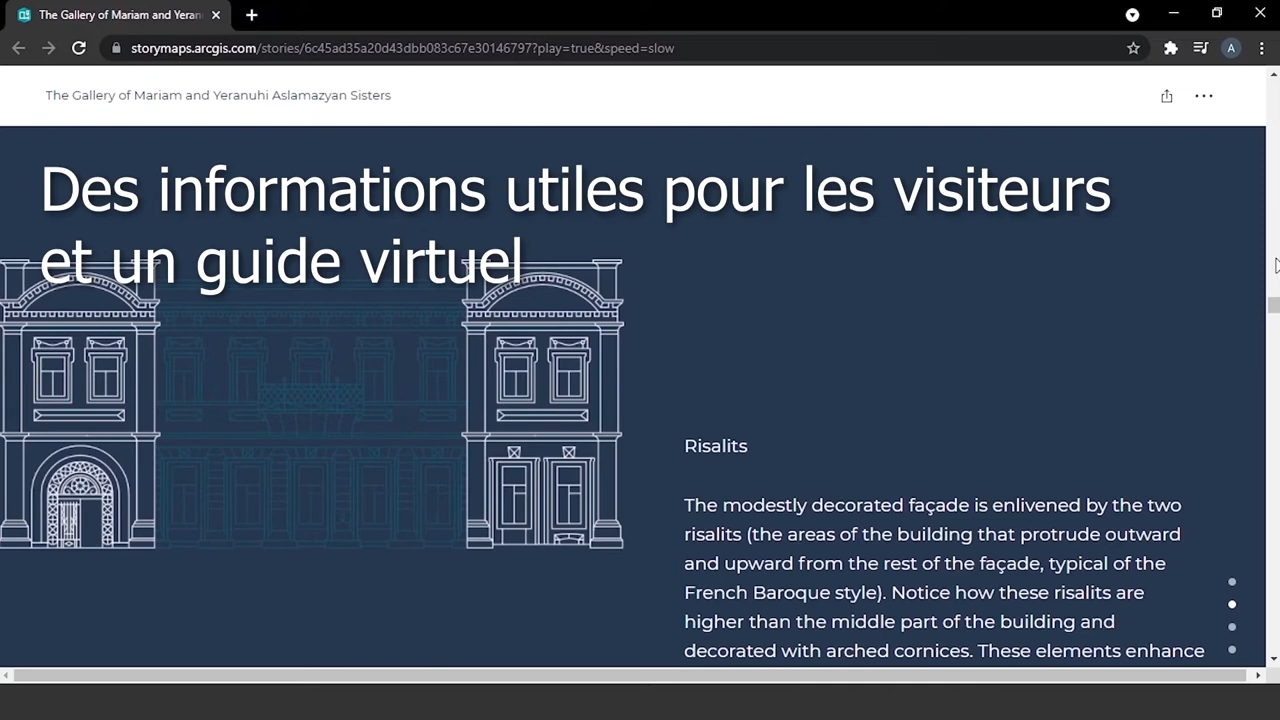 The Gallery of Mariam and Yeran
storymaps.arcgis.com/stories/6c45ad35a20d43dbb083c67e30146797?play=true&speed=slow
A
The Gallery of Mariam and Yeranuhi Aslamazyan Sisters
Des informations utiles pour les visiteurs
et un guide virtuel
Risalits
The modestly decorated façade is enlivened by the two
risalits (the areas of the building that protrude outward
and upward from the rest of the façade, typical of the
French Baroque style). Notice how these risalits are
higher than the middle part of the building and
decorated with arched cornices. These elements enhance